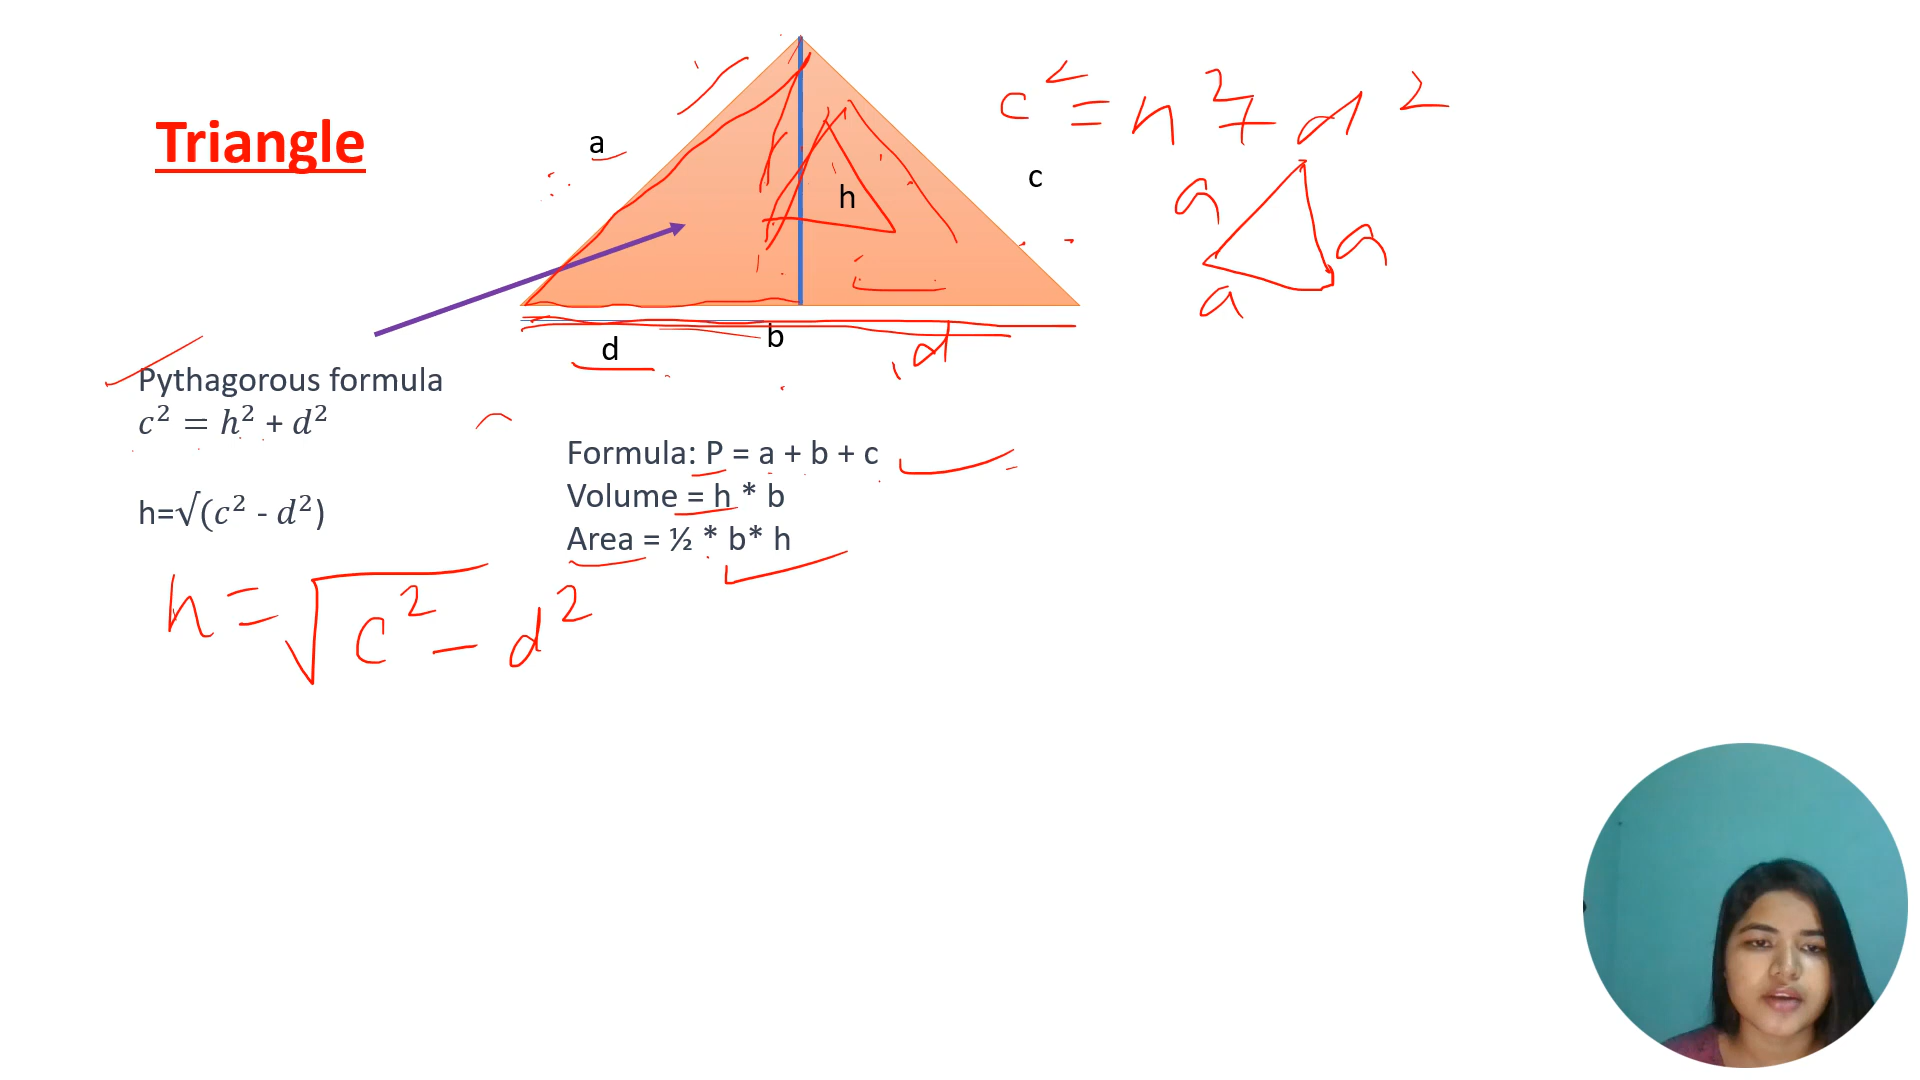 Triangle
a
h
c
b
d
d
c² = h² + d²
a
a
a
Pythagorous formula
c² = h² + d²
h=√(c² - d²)
Formula: P = a + b + c
Volume = h * b
Area = ½ * b* h
h = √c² - d²